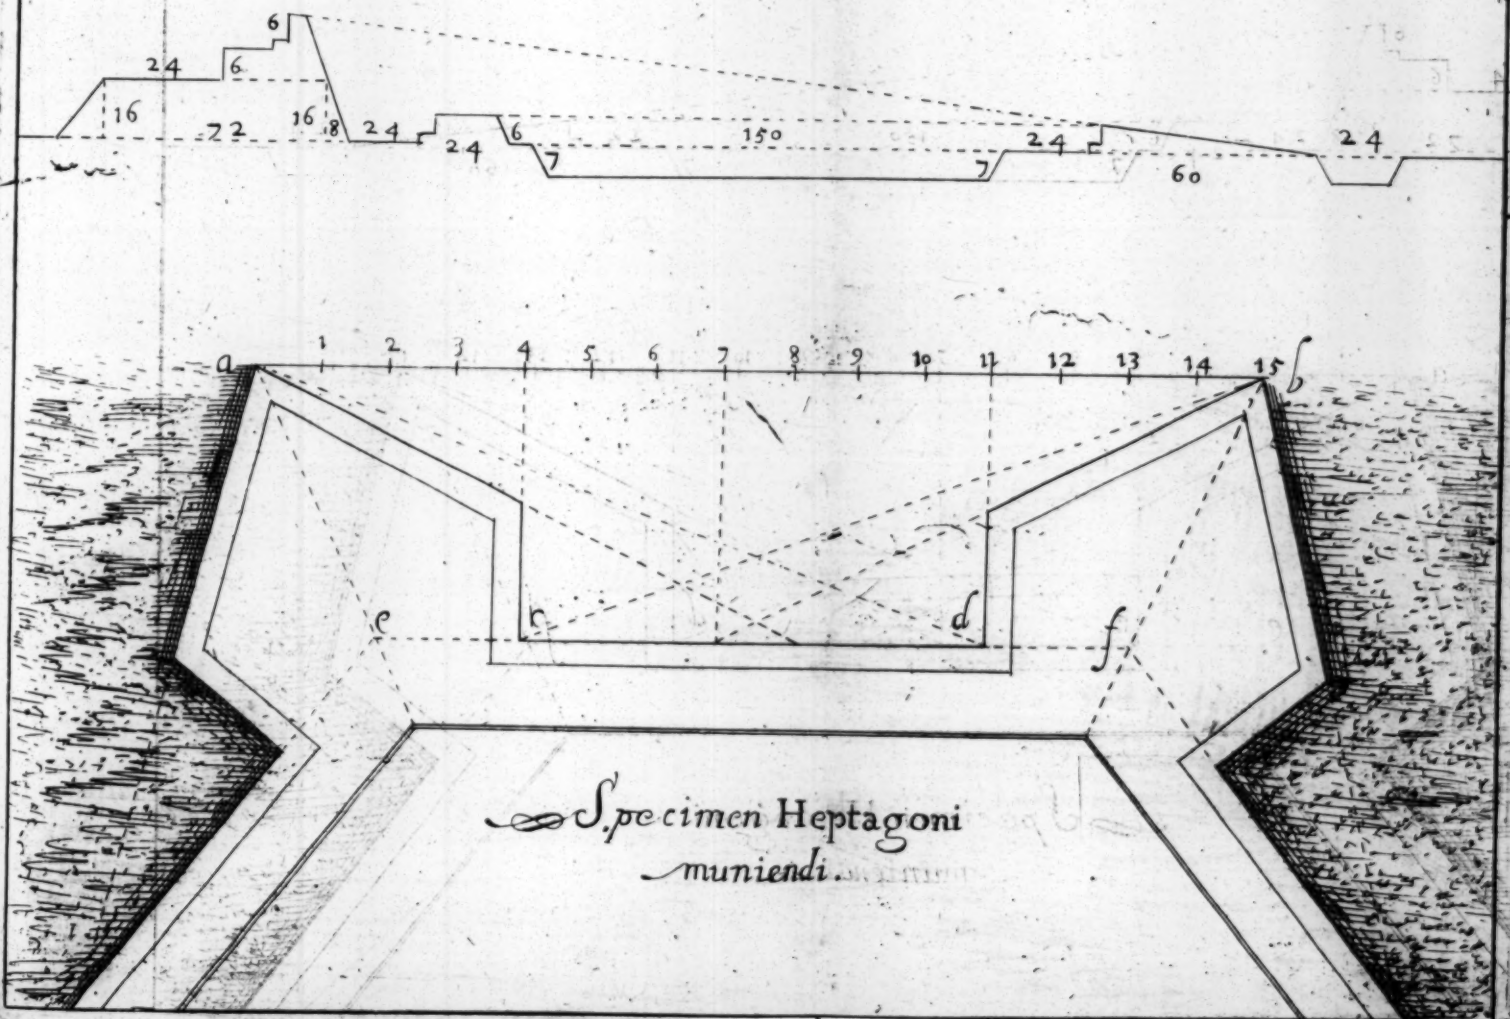 6
24 6
16 16 8 72 24 24 6 7 150 7 24 60 24
a 1 2 3 4 5 6 7 8 9 10 11 12 13 14 15 b
e c d f
Specimen Heptagoni
muniendi.